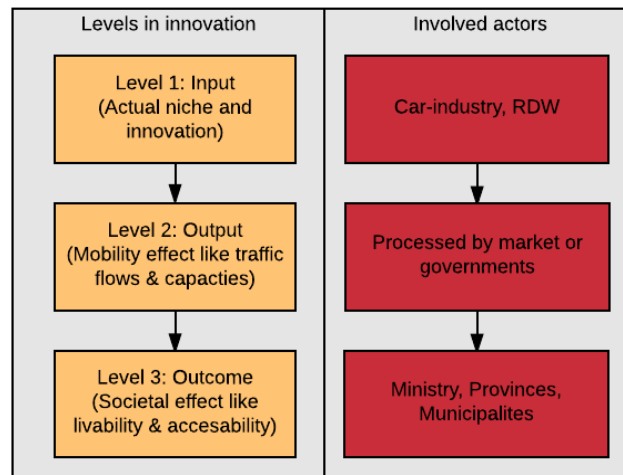 Levels in innovation
Level 1: Input
(Actual niche and
innovation)
Level 2: Output
(Mobility effect like traffic
flows & capacties)
Level 3: Outcome
(Societal effect like
livability & accesability)
Involved actors
Car-industry, RDW
Processed by market or
governments
Ministry, Provinces,
Municipalites